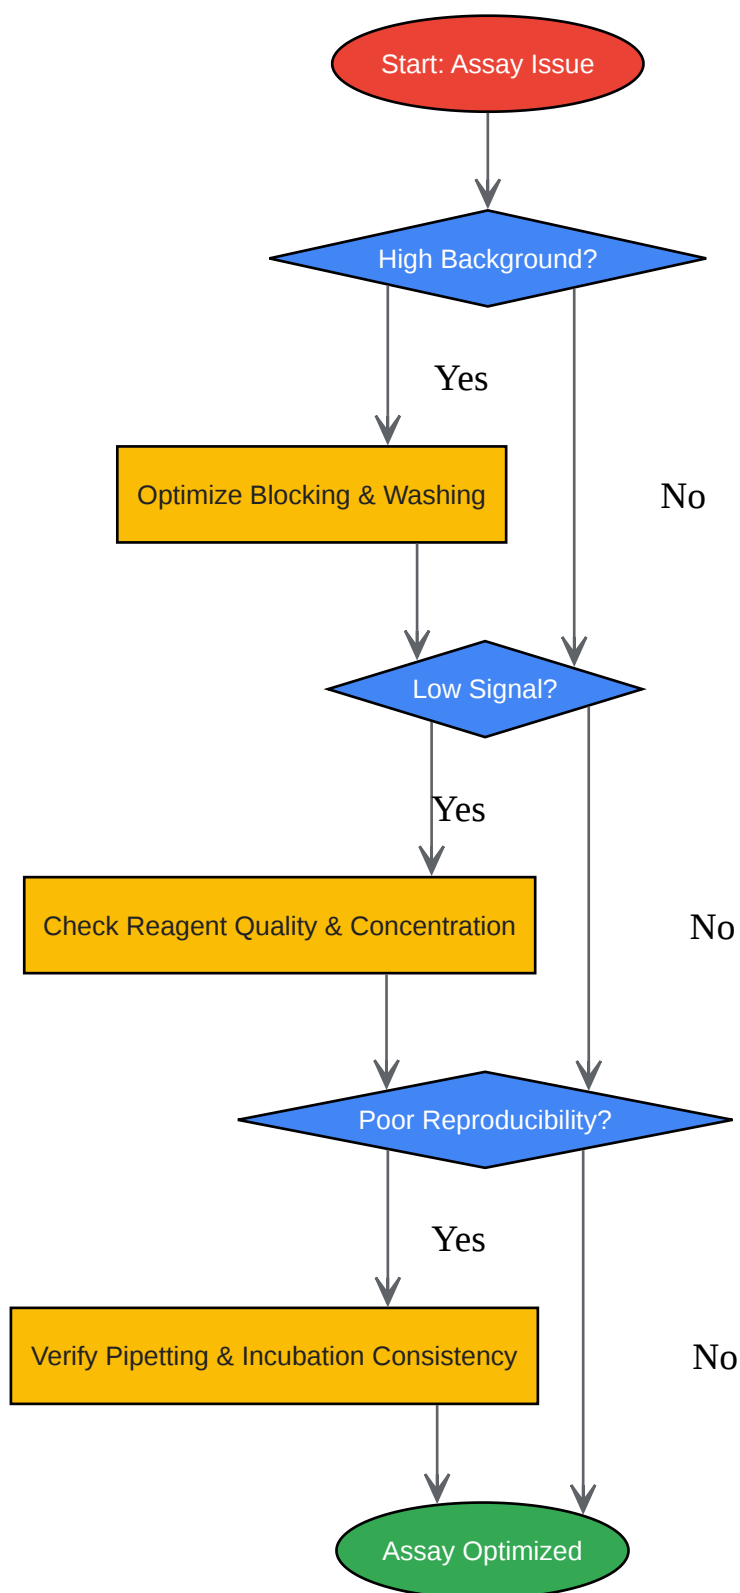 Start: Assay Issue
High Background?
Yes
Optimize Blocking & Washing
No
Low Signal?
Yes
Check Reagent Quality & Concentration
No
Poor Reproducibility?
Yes
Verify Pipetting & Incubation Consistency
No
Assay Optimized